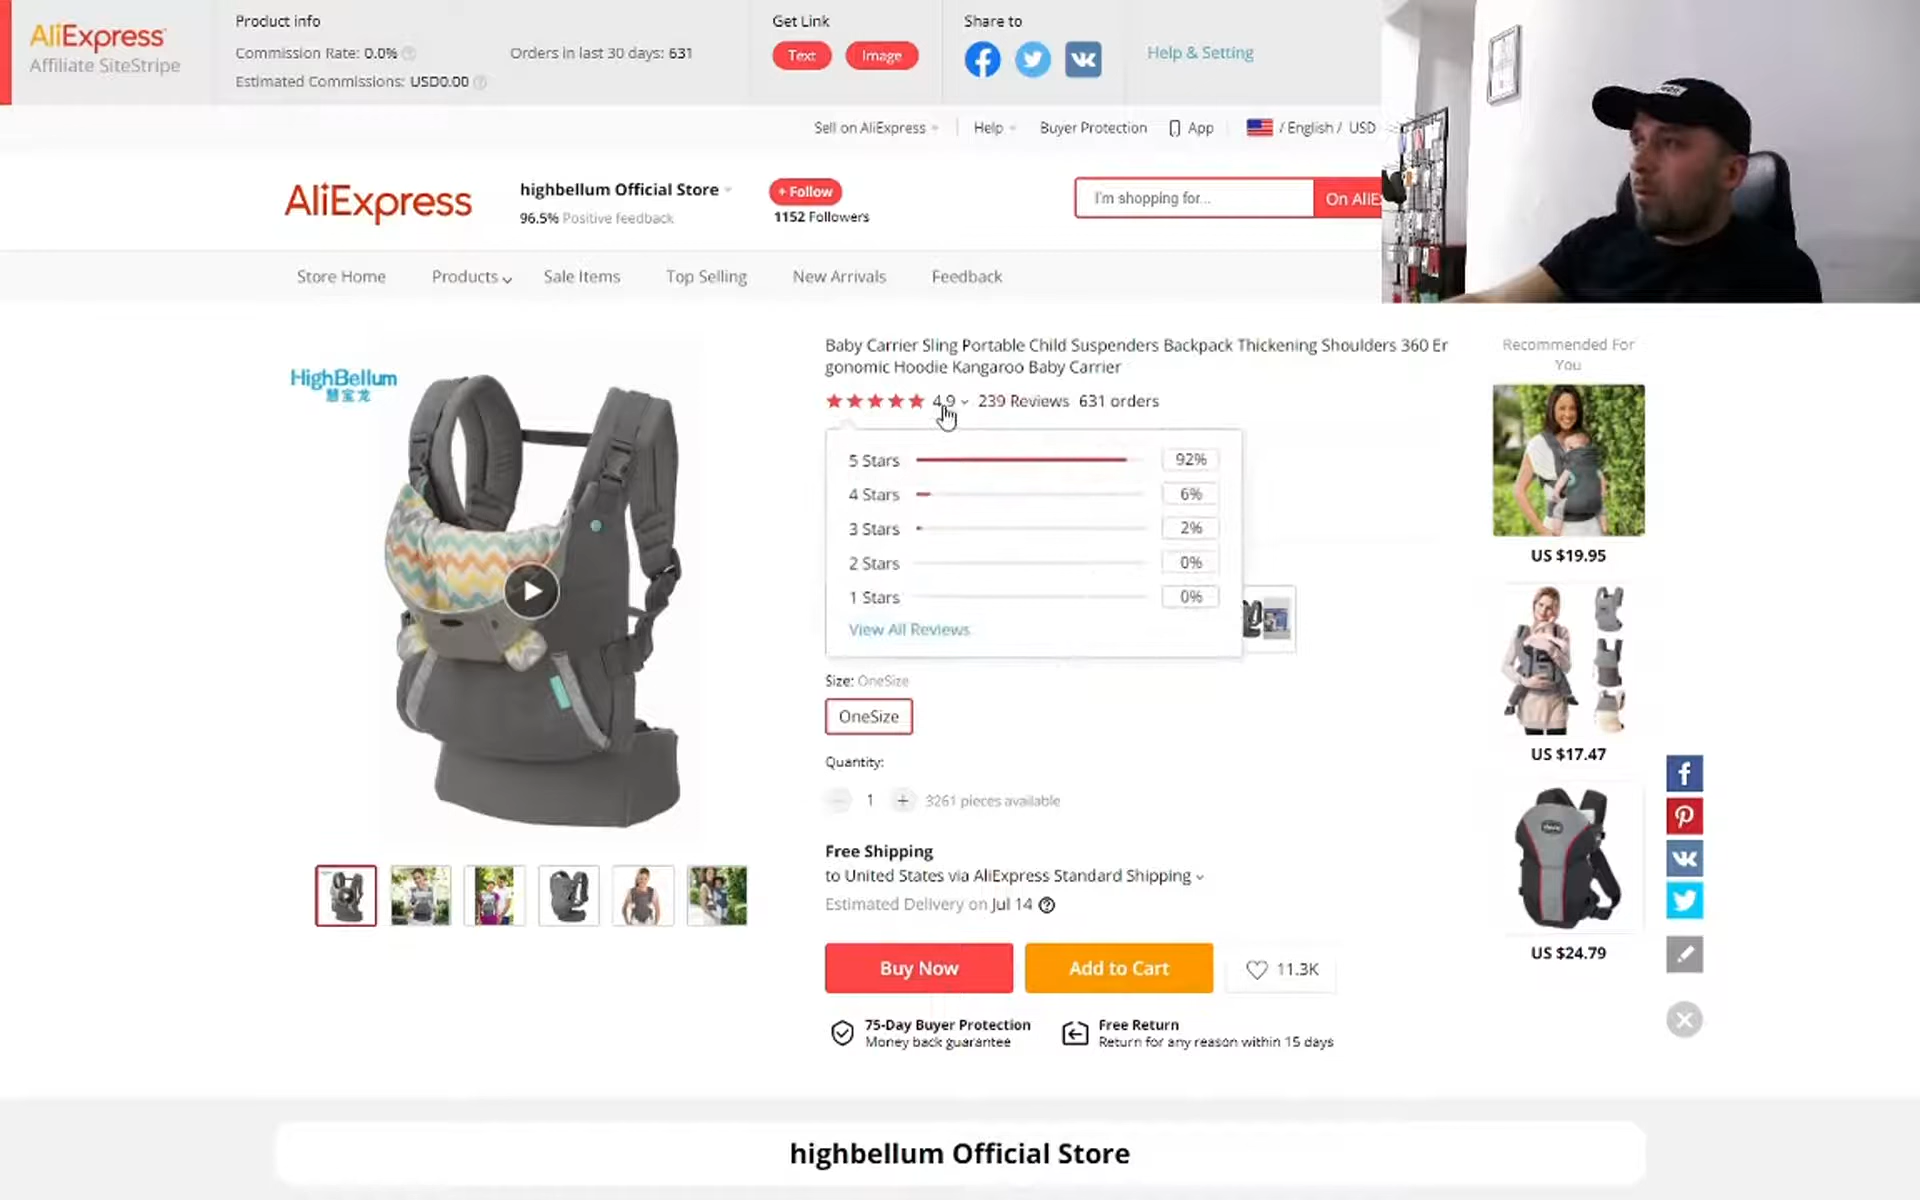 AliExpress
Affiliate SiteStripe
Product info
Commission Rate: 0.0%
Estimated Commissions: USD0.00
Orders in last 30 days: 631
Get Link
Text
Image
Share to
Help & Setting
Sell on AliExpress
Help
Buyer Protection
App
/ English / USD
AliExpress
highbellum Official Store
96.5% Positive feedback
+ Follow
1152 Followers
I'm shopping for...
On AliE
Store Home
Products
Sale Items
Top Selling
New Arrivals
Feedback
HighBellum
慧宝龙
Baby Carrier Sling Portable Child Suspenders Backpack Thickening Shoulders 360 Er
gonomic Hoodie Kangaroo Baby Carrier
4.9 239 Reviews 631 orders
5 Stars 92%
4 Stars 6%
3 Stars 2%
2 Stars 0%
1 Stars 0%
View All Reviews
Size: OneSize
OneSize
Quantity:
1 + 3261 pieces available
Free Shipping
to United States via AliExpress Standard Shipping
Estimated Delivery on Jul 14
Buy Now
Add to Cart
11.3K
75-Day Buyer Protection
Money back guarantee
Free Return
Return for any reason within 15 days
Recommended For
You
US $19.95
US $17.47
US $24.79
highbellum Official Store